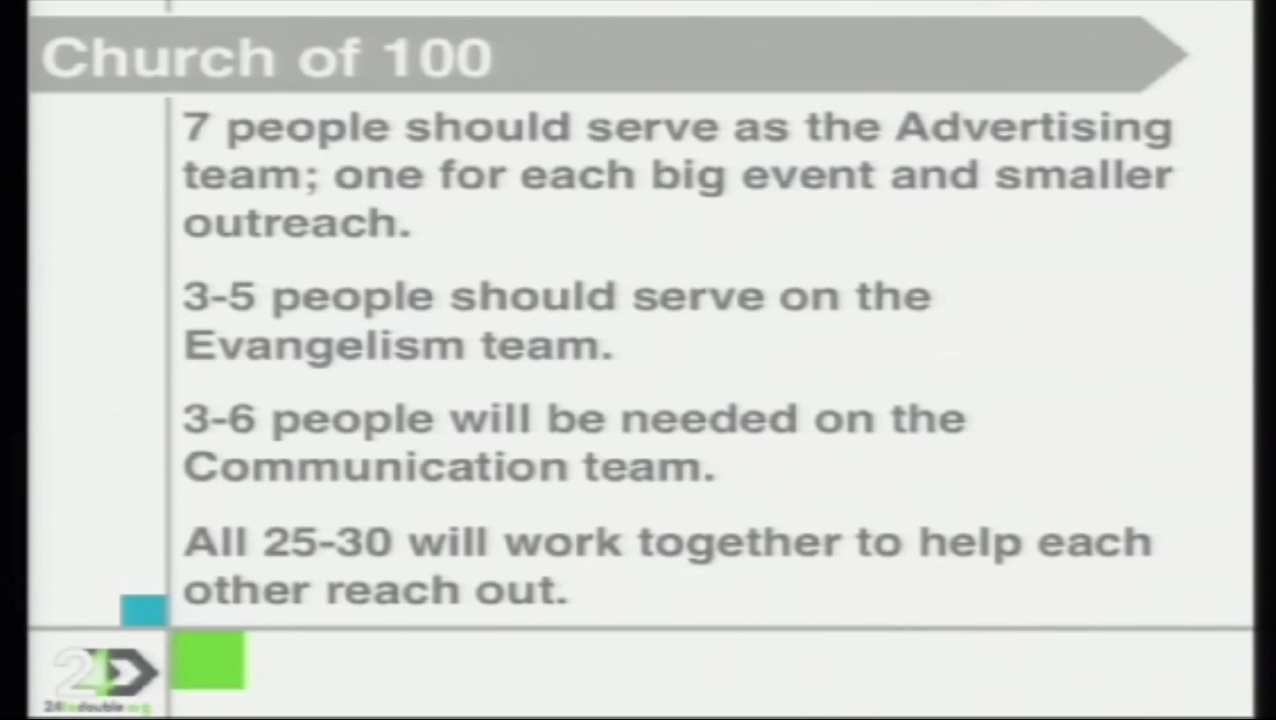 Church of 100
7 people should serve as the Advertising
team; one for each big event and smaller
outreach.
3-5 people should serve on the
Evangelism team.
3-6 people will be needed on the
Communication team.
All 25-30 will work together to help each
other reach out.
24todouble.org